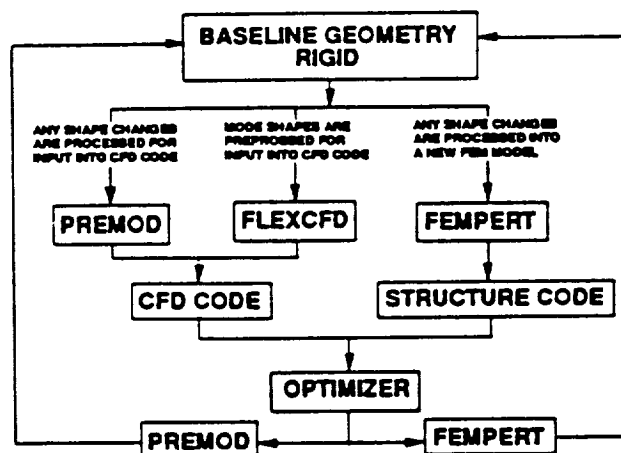 BASELINE GEOMETRY
RIGID
ANY SHAPE CHANGES
ARE PROCESSED FOR
INPUT INTO CFD CODE
MODE SHAPES ARE
PREPROSSED FOR
INPUT INTO CFD CODE
ANY SHAPE CHANGED
ARE PROCESSED INTO
A NEW FEM MODEL
PREMOD
FLEXCFD
FEMPERT
CFD CODE
STRUCTURE CODE
OPTIMIZER
PREMOD
FEMPERT